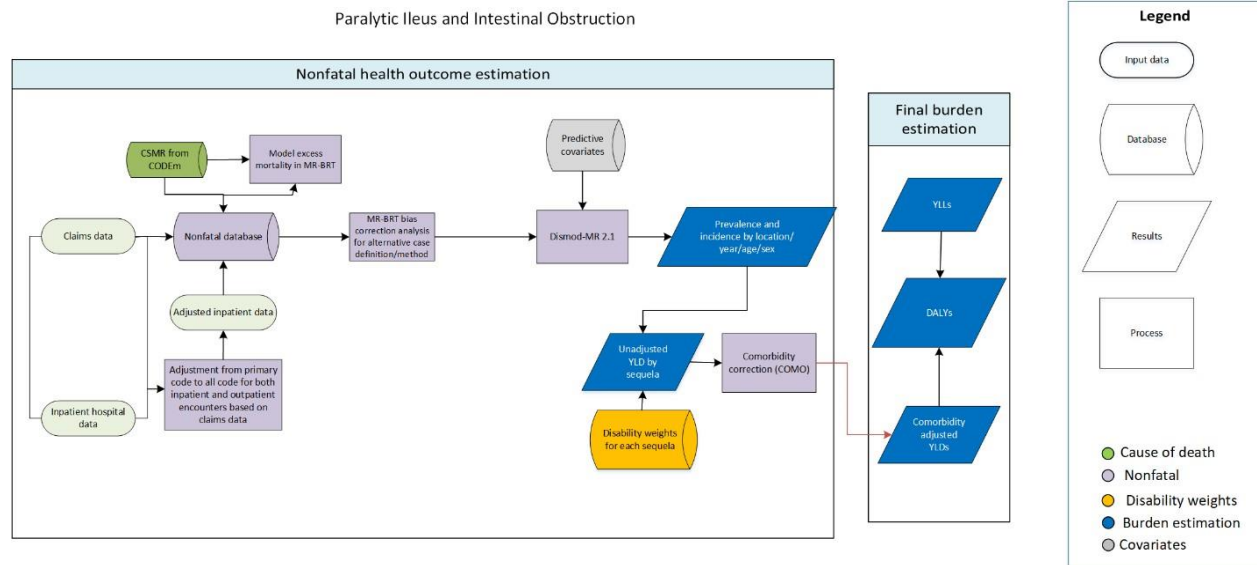 Paralytic Ileus and Intestinal Obstruction
Nonfatal health outcome estimation
CSMR from
CODEm
Model excess
mortality in MR-BRT
Predictive
covariates
Claims data
Nonfatal database
MR-BRT bias
correction analysis
for alternative case
definition/method
Dismod-MR 2.1
Prevalence and
incidence by location/
year/age/sex
Adjusted inpatient data
Adjustment from primary
code to all code for both
inpatient and outpatient
encounters based on
claims data
Inpatient hospital
data
Unadjusted
YLD by
sequela
Comorbidity
correction (COMO)
Disability weights
for each sequela
Final burden
estimation
YLLs
DALYs
Comorbidity
adjusted
YLDs
Legend
Input data
Database
Results
Process
Cause of death
Nonfatal
Disability weights
Burden estimation
Covariates